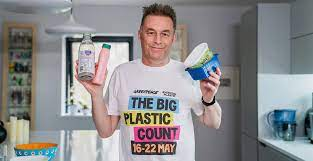 GREENPEACE
THE BIG
PLASTIC
COUNT
16-22 MAY